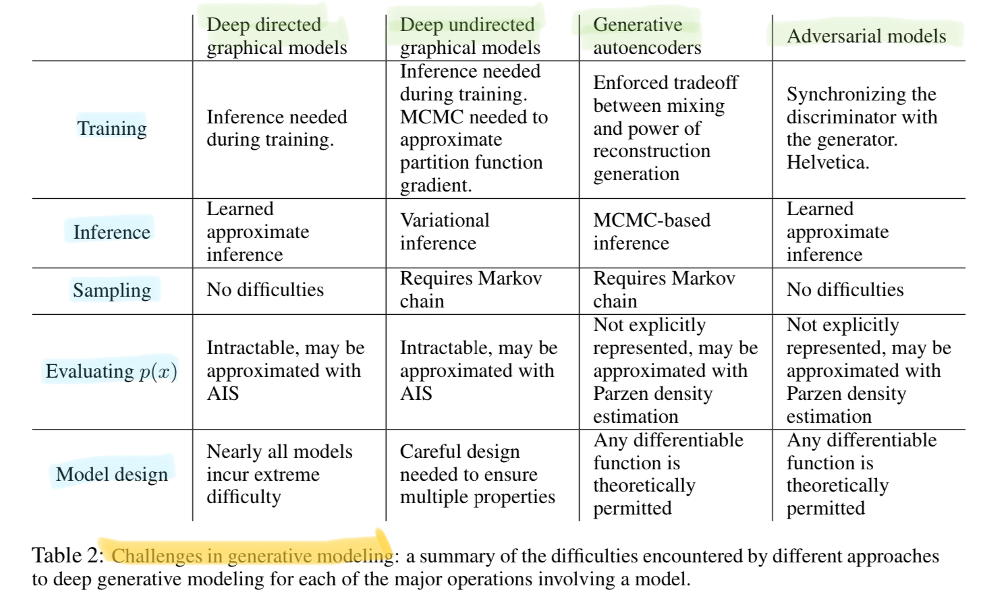 Deep directed
graphical models
Deep undirected
graphical models
Generative
autoencoders
Adversarial models
Training
Inference needed
during training.
Inference needed
during training.
MCMC needed to
approximate
partition function
gradient.
Enforced tradeoff
between mixing
and power of
reconstruction
generation
Synchronizing the
discriminator with
the generator.
Helvetica.
Inference
Learned
approximate
inference
Variational
inference
MCMC-based
inference
Learned
approximate
inference
Sampling
No difficulties
Requires Markov
chain
Requires Markov
chain
No difficulties
Evaluating p(x)
Intractable, may be
approximated with
AIS
Intractable, may be
approximated with
AIS
Not explicitly
represented, may be
approximated with
Parzen density
estimation
Not explicitly
represented, may be
approximated with
Parzen density
estimation
Model design
Nearly all models
incur extreme
difficulty
Careful design
needed to ensure
multiple properties
Any differentiable
function is
theoretically
permitted
Any differentiable
function is
theoretically
permitted
Table 2: Challenges in generative modeling: a summary of the difficulties encountered by different approaches
to deep generative modeling for each of the major operations involving a model.